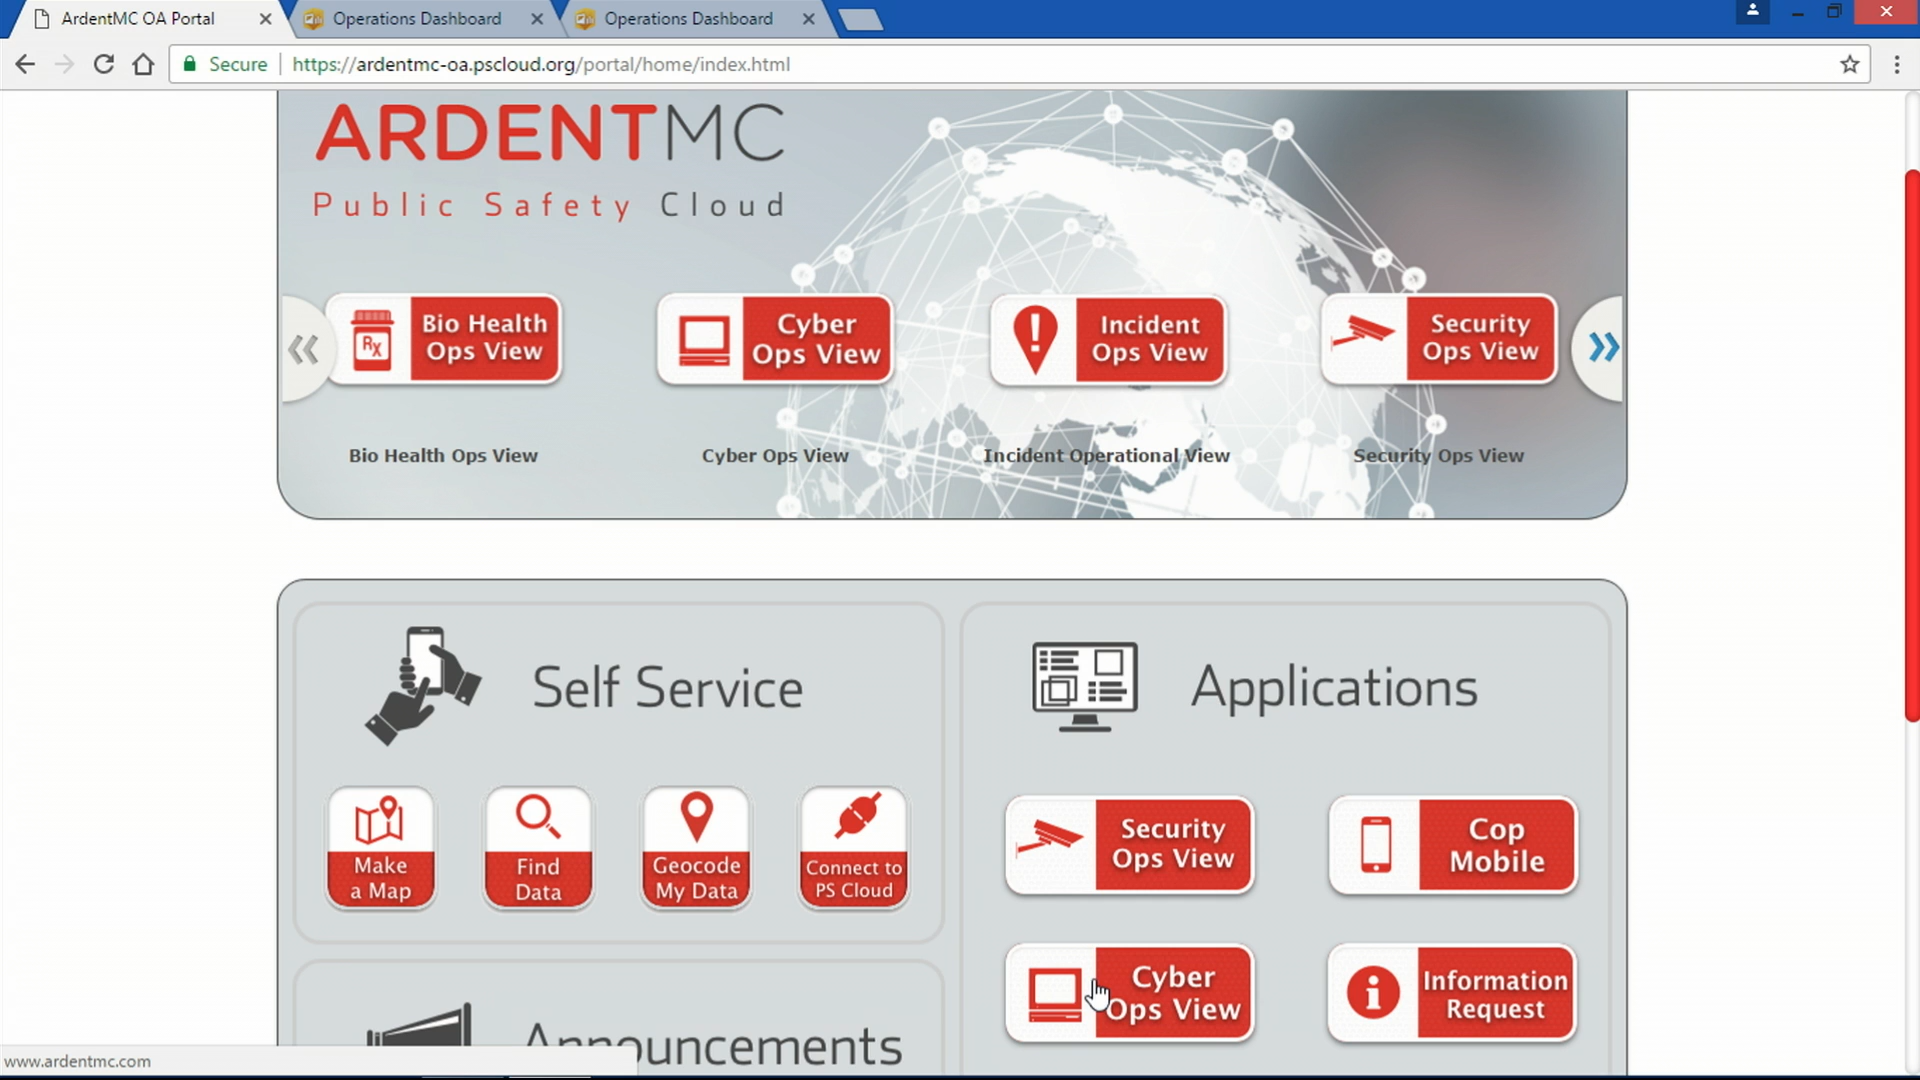 ArdentMC OA Portal
Operations Dashboard
Operations Dashboard
Secure
https://ardentmc-oa.pscloud.org/portal/home/index.html
ARDENTMC
Public Safety Cloud
Rx
Bio Health
Ops View
Cyber
Ops View
Incident
Ops View
Security
Ops View
Bio Health Ops View
Cyber Ops View
Incident Operational View
Security Ops View
Self Service
Applications
Make
a Map
Find
Data
Geocode
My Data
Connect to
PS Cloud
Security
Ops View
Cop
Mobile
Cyber
Ops View
Information
Request
Announcements
www.ardentmc.com